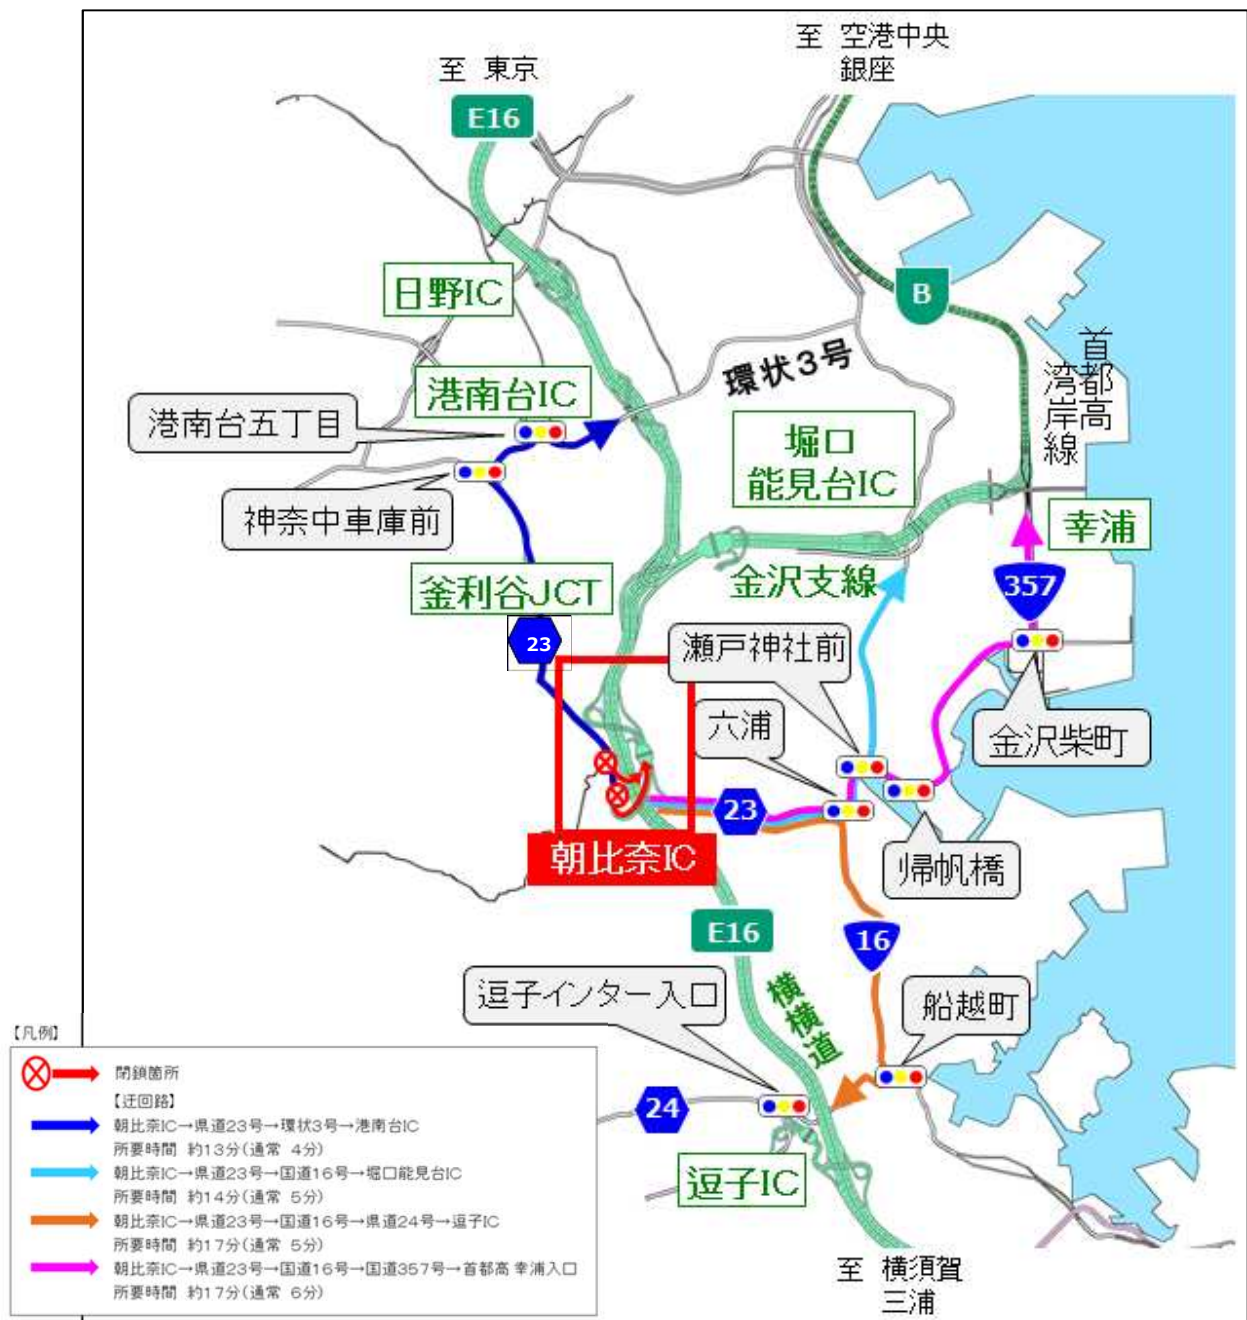 至 空港中央
銀座
至 東京
E16
B
日野IC
首都高
湾岸線
環状3号
港南台IC
港南台五丁目
堀口
能見台IC
神奈中車庫前
幸浦
釜利谷JCT
金沢支線
357
23
瀬戸神社前
六浦
金沢柴町
23
朝比奈IC
帰帆橋
E16
16
逗子インター入口
船越町
横横道
24
逗子IC
至 横須賀
三浦
【凡例】
閉鎖箇所
【迂回路】
朝比奈IC→県道23号→環状3号→港南台IC
所要時間 約13分(通常 4分)
朝比奈IC→県道23号→国道16号→堀口能見台IC
所要時間 約14分(通常 5分)
朝比奈IC→県道23号→国道16号→県道24号→逗子IC
所要時間 約17分(通常 5分)
朝比奈IC→県道23号→国道16号→国道357号→首都高 幸浦入口
所要時間 約17分(通常 6分)